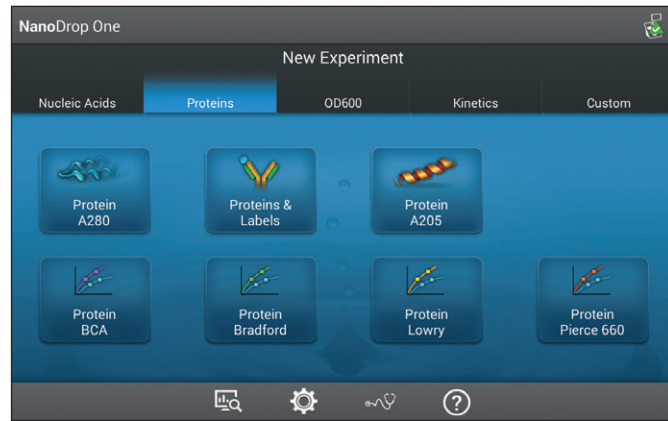 NanoDrop One
New Experiment
Nucleic Acids
Proteins
OD600
Kinetics
Custom
Protein
A280
Proteins &
Labels
Protein
A205
Protein
BCA
Protein
Bradford
Protein
Lowry
Protein
Pierce 660
?